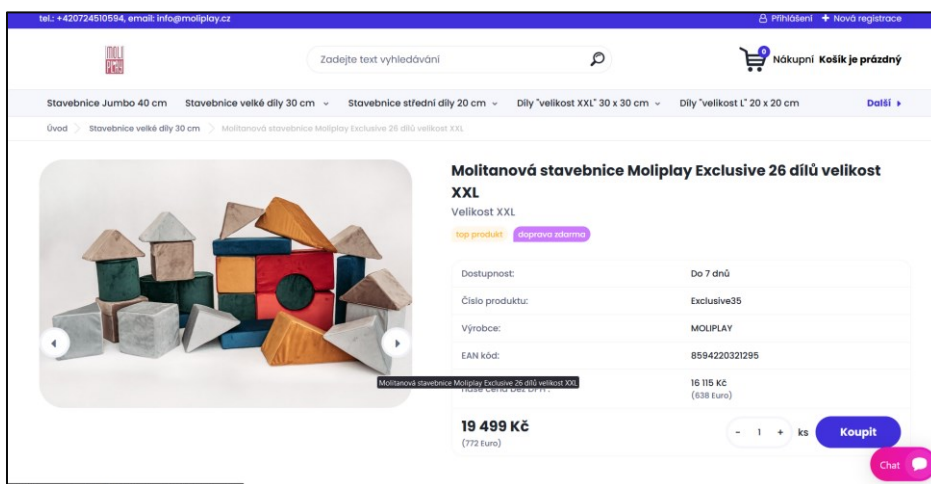 tel.: +420724510594, email: info@moliplay.cz
Přihlášení + Nová registrace
MOLI
PLAY
Zadejte text vyhledávání
0
Nákupní Košík je prázdný
Stavebnice Jumbo 40 cm Stavebnice velké díly 30 cm Stavebnice střední díly 20 cm Díly "velikost XXL" 30 x 30 cm Díly "velikost L" 20 x 20 cm Další
Úvod Stavebnice velké díly 30 cm Molitanová stavebnice Moliplay Exclusive 26 dílů velikost XXL
Molitanová stavebnice Moliplay Exclusive 26 dílů velikost
XXL
Velikost XXL
top produkt doprava zdarma
Dostupnost: Do 7 dnů
Číslo produktu: Exclusive35
Výrobce: MOLIPLAY
EAN kód: 8594220321295
Molitanová stavebnice Moliplay Exclusive 26 dílů velikost XXL
Naše cena bez DPH : 16 115 Kč
(638 Euro)
19 499 Kč
(772 Euro)
- 1 + ks Koupit
Chat